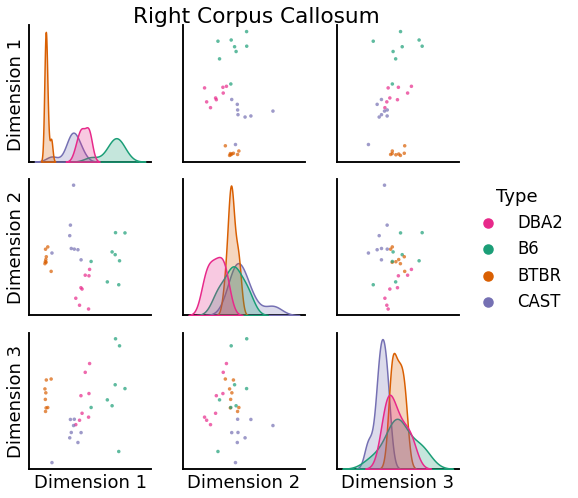 Right Corpus Callosum
Dimension 1
Dimension 2
Type
DBA2
B6
BTBR
CAST
Dimension 3
Dimension 1
Dimension 2
Dimension 3